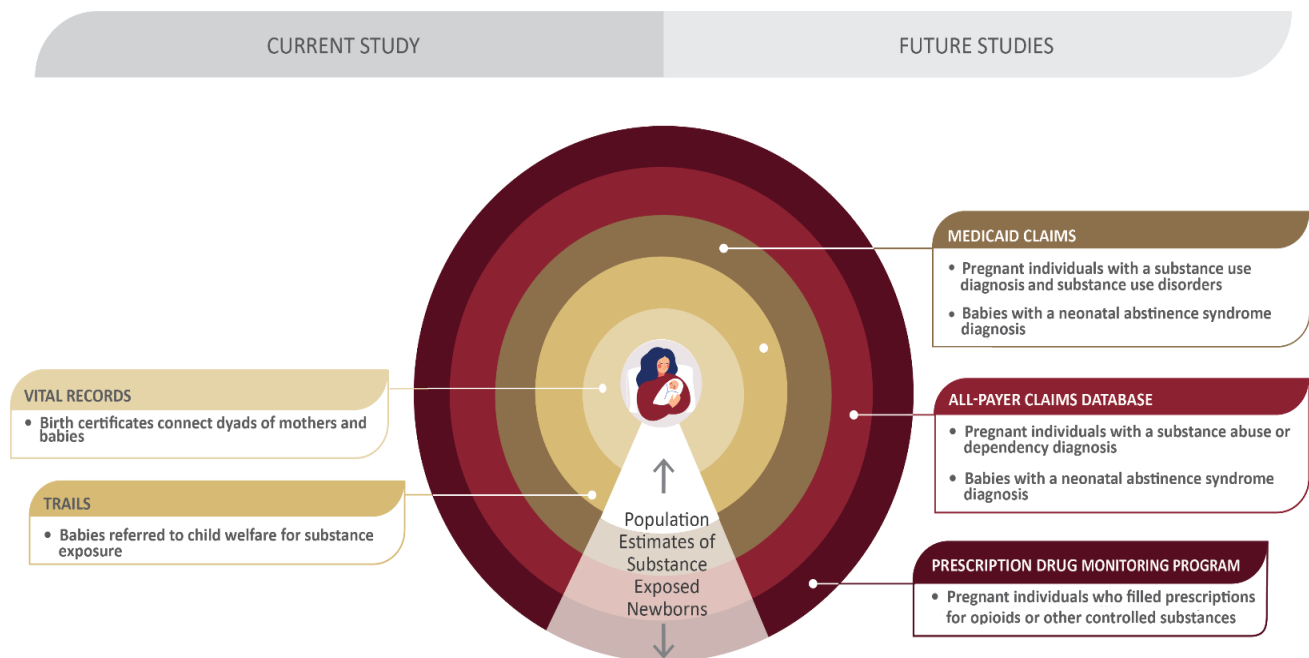 CURRENT STUDY
FUTURE STUDIES
VITAL RECORDS
• Birth certificates connect dyads of mothers and
babies
TRAILS
• Babies referred to child welfare for substance
exposure
Population
Estimates of
Substance
Exposed
Newborns
MEDICAID CLAIMS
• Pregnant individuals with a substance use
diagnosis and substance use disorders
• Babies with a neonatal abstinence syndrome
diagnosis
ALL-PAYER CLAIMS DATABASE
• Pregnant individuals with a substance abuse or
dependency diagnosis
• Babies with a neonatal abstinence syndrome
diagnosis
PRESCRIPTION DRUG MONITORING PROGRAM
• Pregnant individuals who filled prescriptions
for opioids or other controlled substances